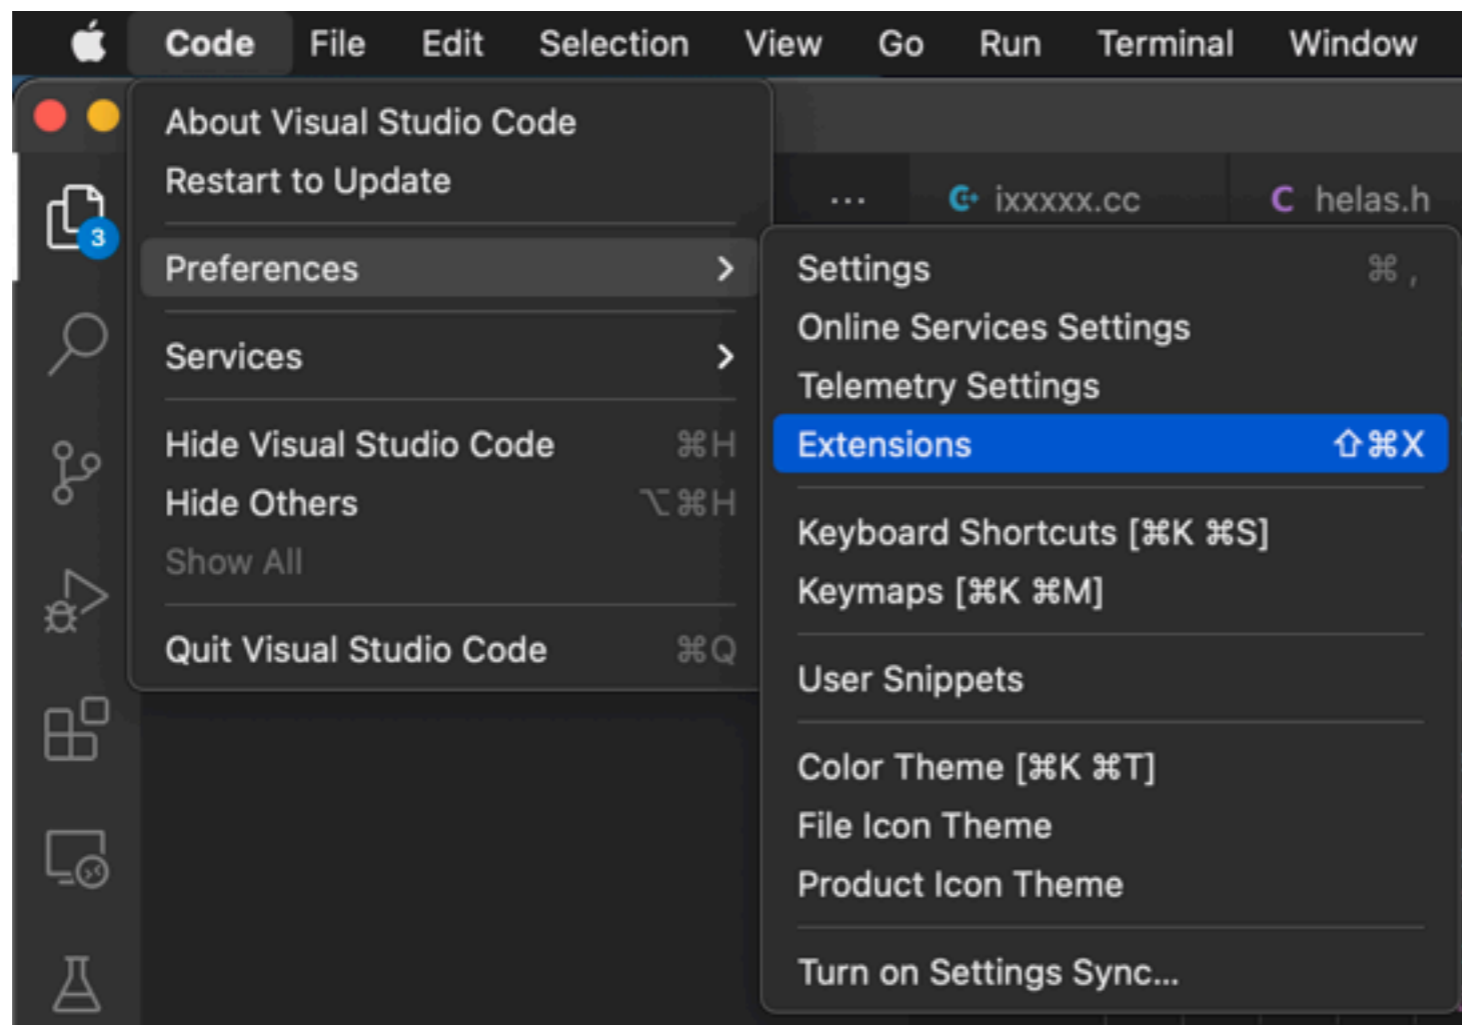 Code File Edit Selection View Go Run Terminal Window
About Visual Studio Code
Restart to Update
... ixxxxx.cc C helas.h
3
Preferences
Services
Hide Visual Studio Code ⌘H
Hide Others ⌥⌘H
Show All
Quit Visual Studio Code ⌘Q
Settings ⌘ ,
Online Services Settings
Telemetry Settings
Extensions ⇧⌘X
Keyboard Shortcuts [⌘K ⌘S]
Keymaps [⌘K ⌘M]
User Snippets
Color Theme [⌘K ⌘T]
File Icon Theme
Product Icon Theme
Turn on Settings Sync...